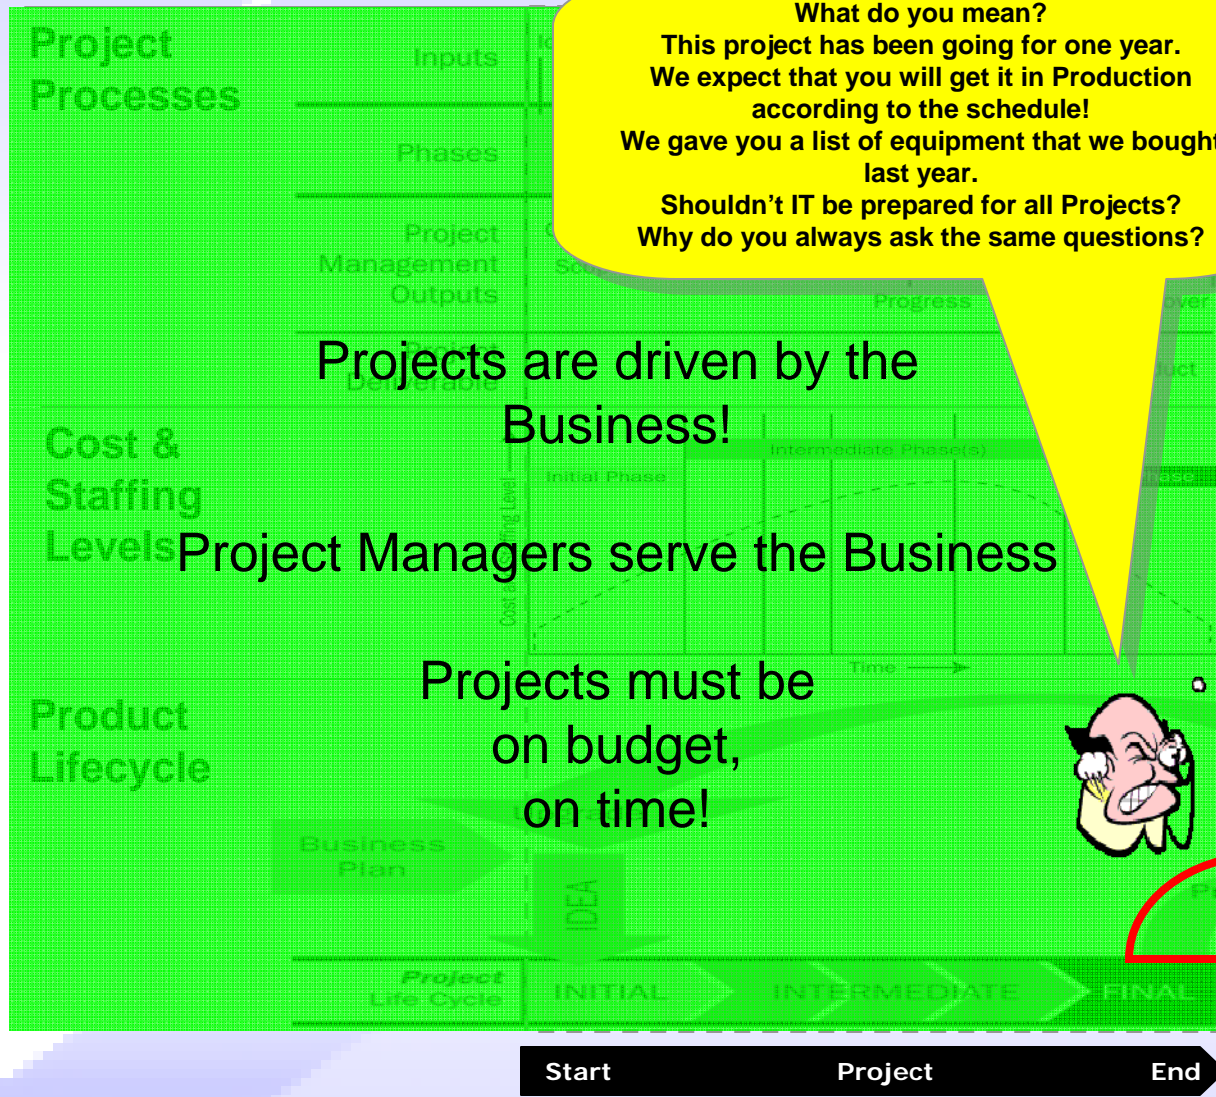 What do you mean?
This project has been going for one year.
We expect that you will get it in Production
according to the schedule!
We gave you a list of equipment that we bought
last year.
Shouldn't IT be prepared for all Projects?
Why do you always ask the same questions?
Project
Processes
Inputs
Phases
Project
Management
Outputs
Progress
Project
Deliverable
Projects are driven by the
Business!
Cost &
Staffing
Levels
Initial Phase
Intermediate Phase(s)
Project Managers serve the Business
Time
Projects must be
on budget,
on time!
Product
Lifecycle
Business
Plan
IDEA
Project
Life Cycle
INITIAL
INTERMEDIATE
FINAL
Start
Project
End